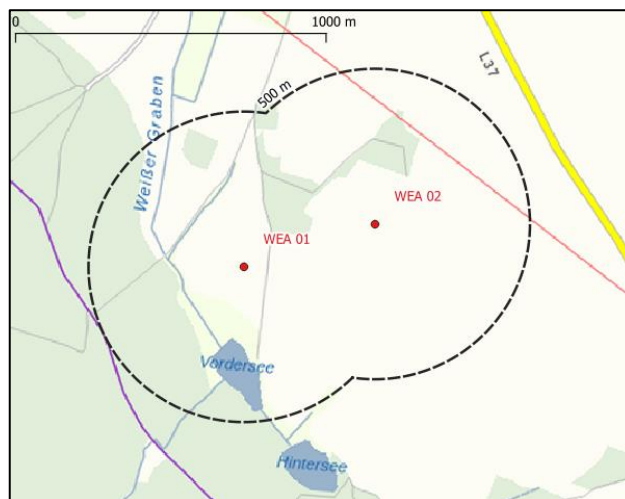 0
1000 m
L37
500 m
Weißer Graben
WEA 02
WEA 01
Vordersee
Hintersee